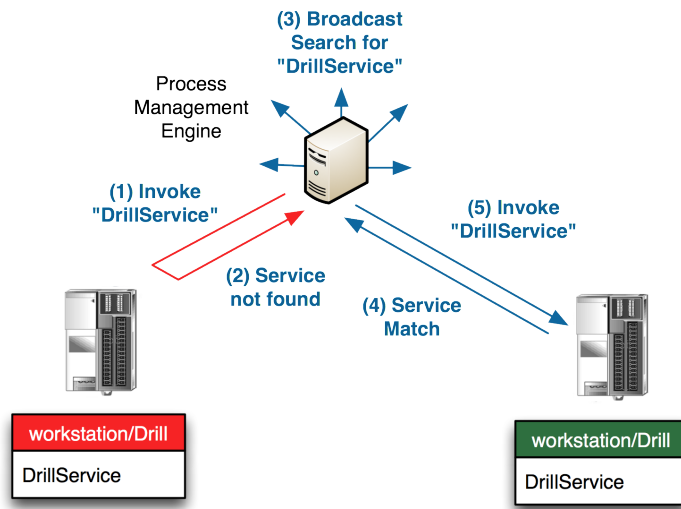 (3) Broadcast
Search for
"DrillService"
Process
Management
Engine
(1) Invoke
"DrillService"
(5) Invoke
"DrillService"
(2) Service
not found
(4) Service
Match
workstation/Drill
DrillService
workstation/Drill
DrillService